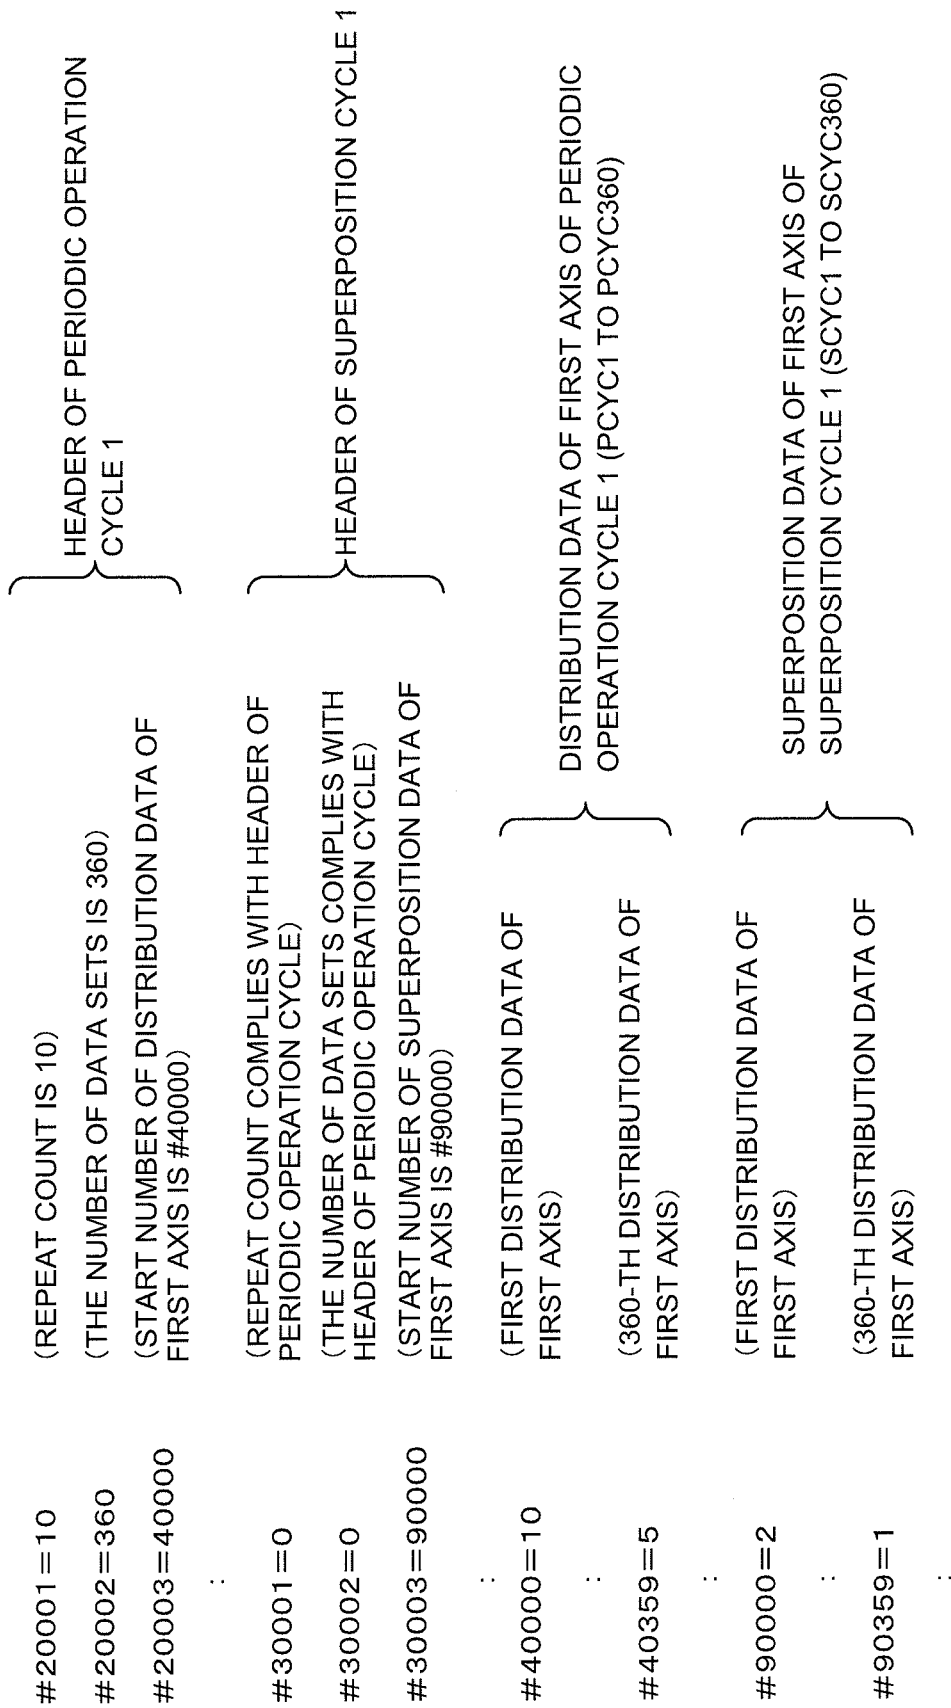 #20001=10 (REPEAT COUNT IS 10)
#20002=360 (THE NUMBER OF DATA SETS IS 360)
#20003=40000 (START NUMBER OF DISTRIBUTION DATA OF
FIRST AXIS IS #40000)
HEADER OF PERIODIC OPERATION
CYCLE 1
:
#30001=0 (REPEAT COUNT COMPLIES WITH HEADER OF
PERIODIC OPERATION CYCLE)
#30002=0 (THE NUMBER OF DATA SETS COMPLIES WITH
HEADER OF PERIODIC OPERATION CYCLE)
#30003=90000 (START NUMBER OF SUPERPOSITION DATA OF
FIRST AXIS IS #90000)
HEADER OF SUPERPOSITION CYCLE 1
:
#40000=10 (FIRST DISTRIBUTION DATA OF
FIRST AXIS)
:
#40359=5 (360-TH DISTRIBUTION DATA OF
FIRST AXIS)
DISTRIBUTION DATA OF FIRST AXIS OF PERIODIC
OPERATION CYCLE 1 (PCYC1 TO PCYC360)
:
#90000=2 (FIRST DISTRIBUTION DATA OF
FIRST AXIS)
:
#90359=1 (360-TH DISTRIBUTION DATA OF
FIRST AXIS)
SUPERPOSITION DATA OF FIRST AXIS OF
SUPERPOSITION CYCLE 1 (SCYC1 TO SCYC360)
: